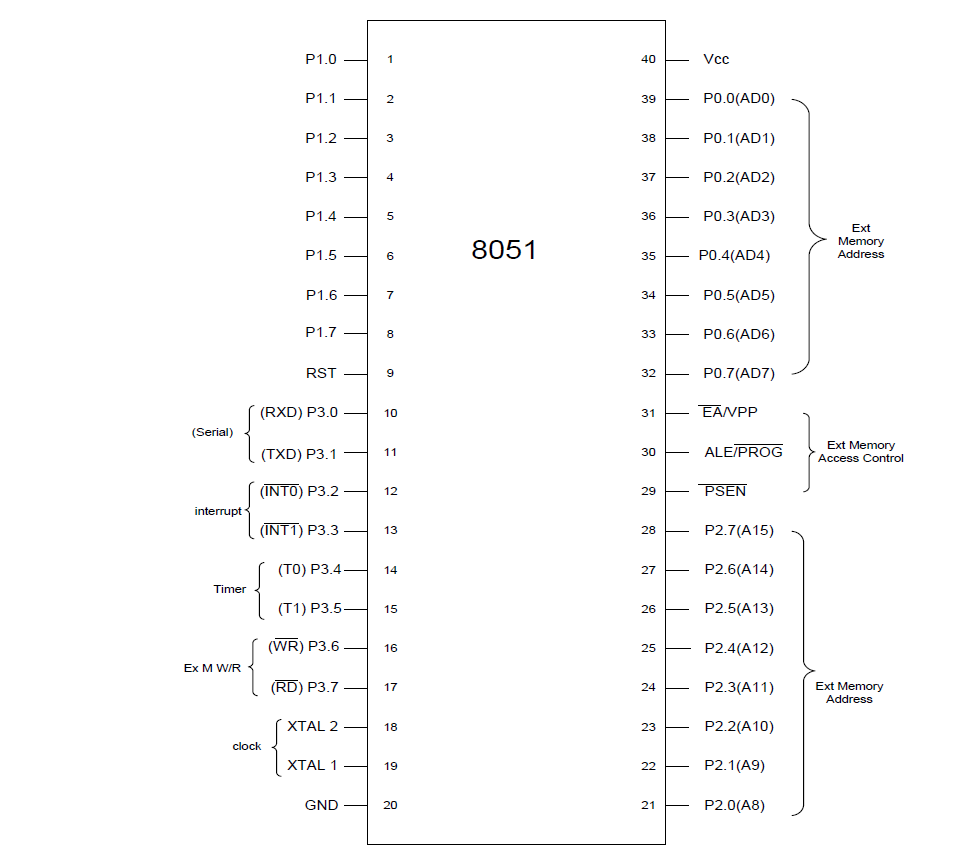 P1.0 1 40 Vcc
P1.1 2 39 P0.0(AD0)
P1.2 3 38 P0.1(AD1)
P1.3 4 37 P0.2(AD2)
P1.4 5 36 P0.3(AD3)
Ext
Memory
Address
8051
P1.5 6 35 P0.4(AD4)
P1.6 7 34 P0.5(AD5)
P1.7 8 33 P0.6(AD6)
RST 9 32 P0.7(AD7)
(RXD) P3.0 10 31 E̅A̅/VPP
(Serial)
Ext Memory
Access Control
(TXD) P3.1 11 30 ALE/P̅R̅O̅G̅
(I̅N̅T̅0̅) P3.2 12 29 P̅S̅E̅N̅
interrupt
(I̅N̅T̅1̅) P3.3 13 28 P2.7(A15)
(T0) P3.4 14 27 P2.6(A14)
Timer
(T1) P3.5 15 26 P2.5(A13)
(W̅R̅) P3.6 16 25 P2.4(A12)
Ex M W/R
(R̅D̅) P3.7 17 24 P2.3(A11)
Ext Memory
Address
XTAL 2 18 23 P2.2(A10)
clock
XTAL 1 19 22 P2.1(A9)
GND 20 21 P2.0(A8)